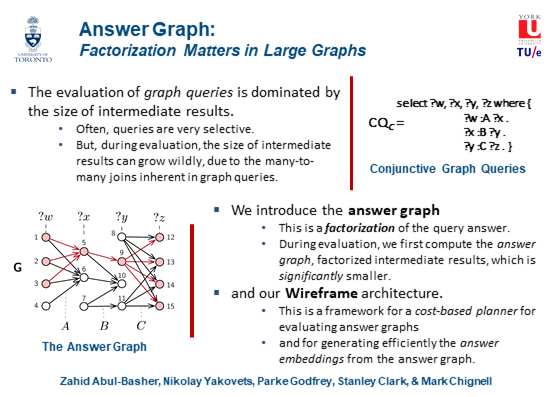 Answer Graph:
Factorization Matters in Large Graphs
UNIVERSITY OF
TORONTO
YORK
U
TU/e
The evaluation of graph queries is dominated by
the size of intermediate results.
Often, queries are very selective.
But, during evaluation, the size of intermediate
results can grow wildly, due to the many-to-
many joins inherent in graph queries.
select ?w, ?x, ?y, ?z where {
CQC =
?w :A ?x .
?x :B ?y .
?y :C ?z . }
Conjunctive Graph Queries
?w ?x ?y ?z
1 5 8 12
2 9 13
G
3 6 10 14
4 7 11 15
A B C
The Answer Graph
We introduce the answer graph
This is a factorization of the query answer.
During evaluation, we first compute the answer
graph, factorized intermediate results, which is
significantly smaller.
and our Wireframe architecture.
This is a framework for a cost-based planner for
evaluating answer graphs
and for generating efficiently the answer
embeddings from the answer graph.
Zahid Abul-Basher, Nikolay Yakovets, Parke Godfrey, Stanley Clark, & Mark Chignell